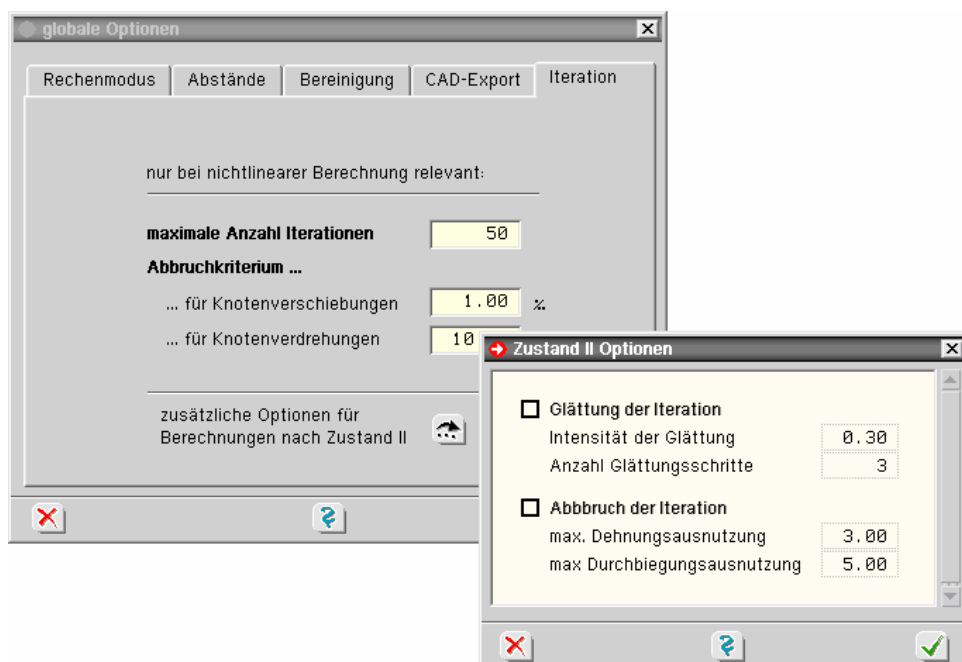 globale Optionen
Rechenmodus Abstände Bereinigung CAD-Export Iteration
nur bei nichtlinearer Berechnung relevant:
maximale Anzahl Iterationen 50
Abbruchkriterium ...
... für Knotenverschiebungen 1.00 %
... für Knotenverdrehungen 10
zusätzliche Optionen für
Berechnungen nach Zustand II
Zustand II Optionen
Glättung der Iteration
Intensität der Glättung 0.30
Anzahl Glättungsschritte 3
Abbbruch der Iteration
max. Dehnungsausnutzung 3.00
max Durchbiegungsausnutzung 5.00